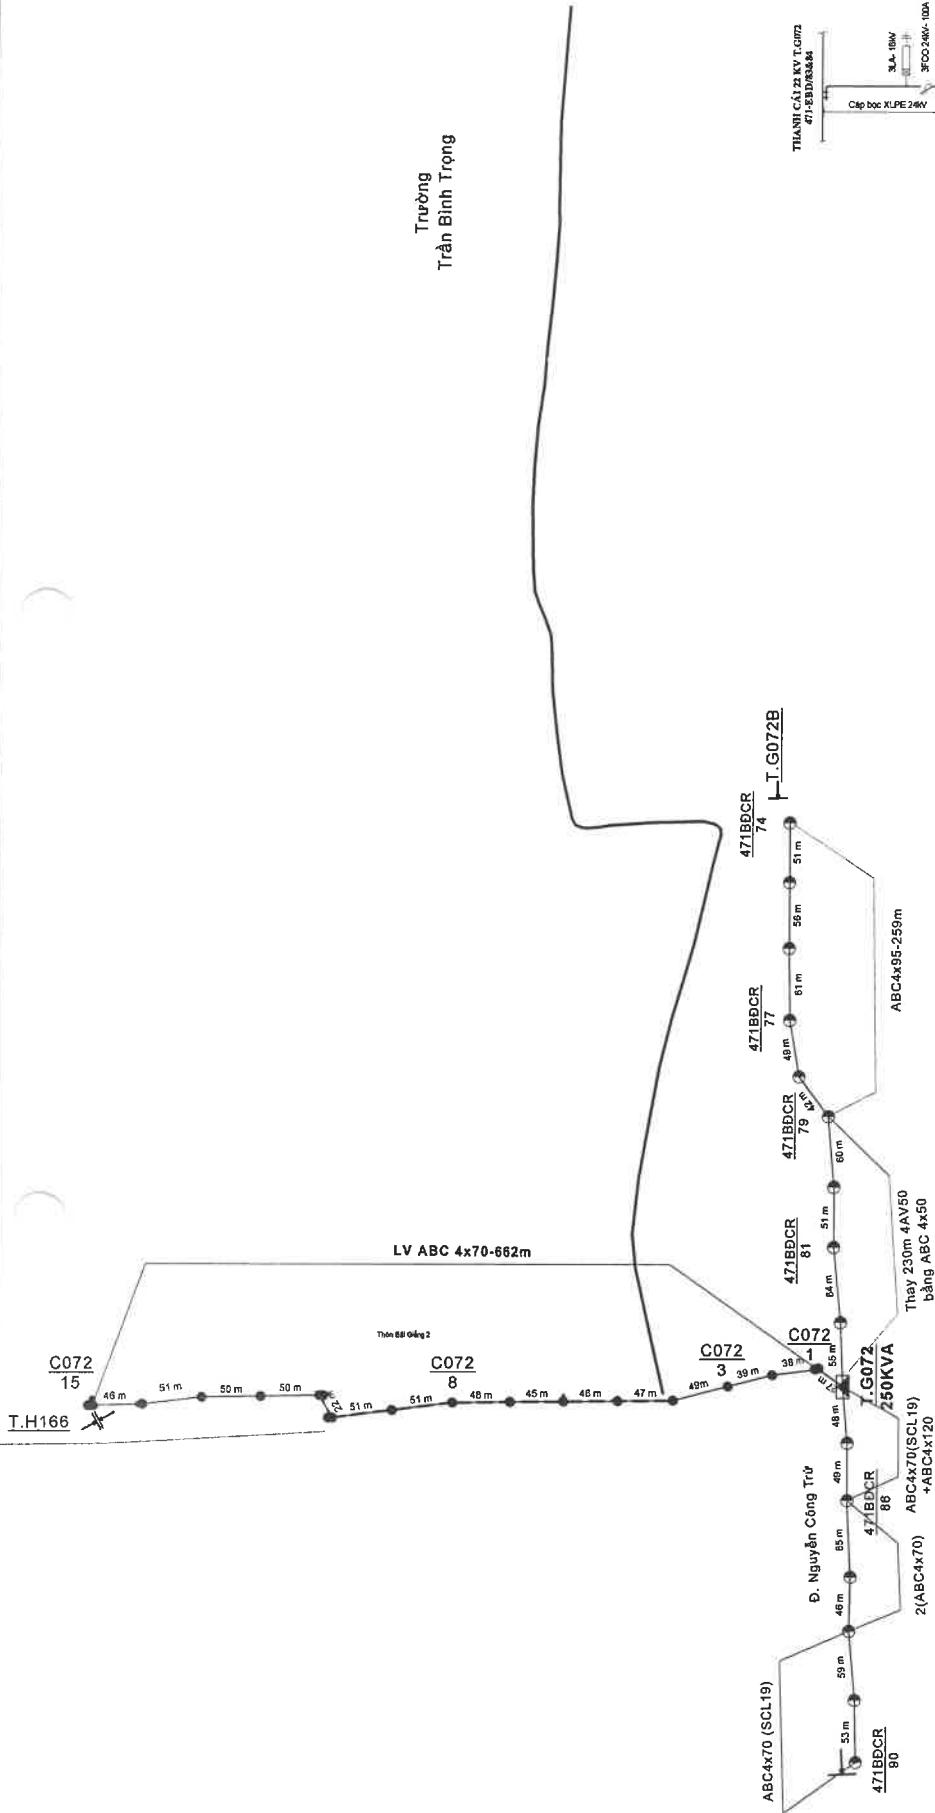 Trường
Trần Bình Trọng
THANH CÁI 22 KV T.G072
471-EBD/83&84
3LA- 18kV
3FCO 24kV- 100A
Cáp bọc XLPE 24kV
T.G072B
471BĐCR
74
51 m
56 m
61 m
471BĐCR
77
49 m
42 m
471BĐCR
79
ABC4x95-259m
60 m
51 m
471BĐCR
81
64 m
55 m
Thay 230m 4AV50
bằng ABC 4x50
LV ABC 4x70-662m
Thôn Bãi Giếng 2
C072
15
T.H166
46 m
51 m
50 m
50 m
22
51 m
51 m
C072
8
48 m
45 m
46 m
47 m
49m
C072
3
39 m
38 m
C072
1
27 m
T.G072
250KVA
48 m
49 m
471BĐCR
86
ABC4x70(SCL19)
+ABC4x120
Đ. Nguyễn Công Trứ
65 m
46 m
2(ABC4x70)
59 m
53 m
ABC4x70 (SCL19)
471BĐCR
90